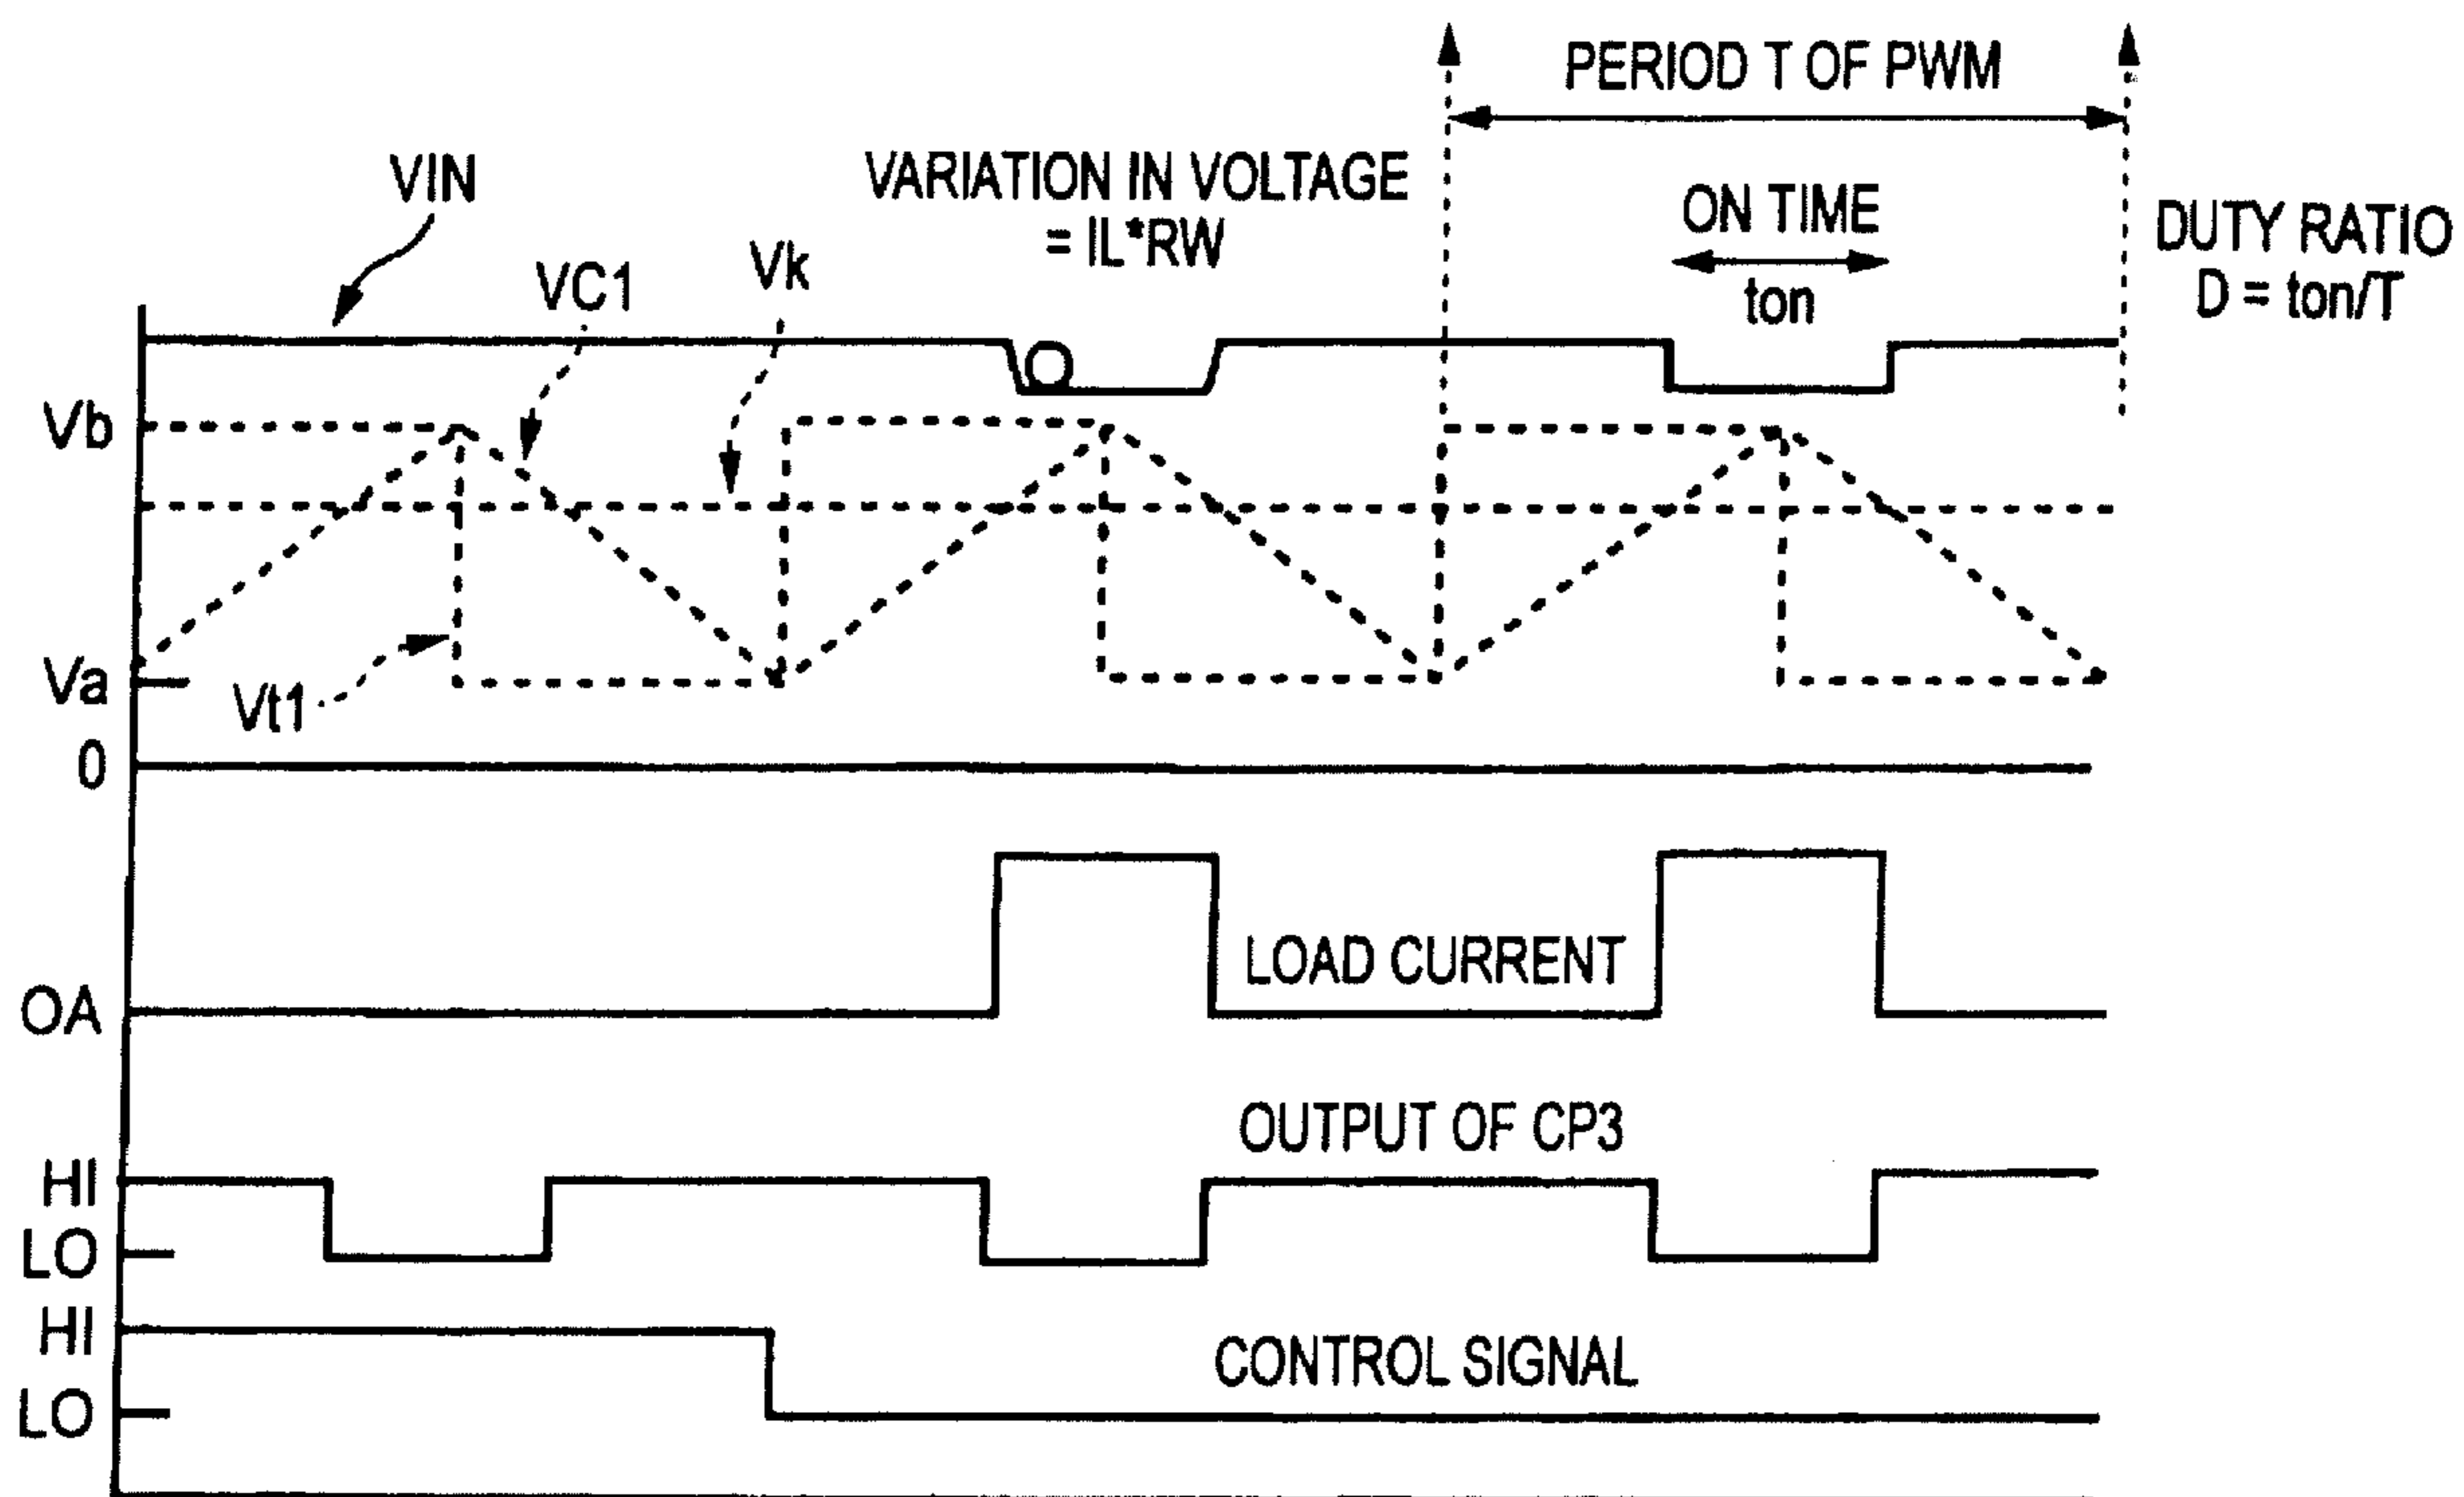 PERIOD T OF PWM
VIN
VARIATION IN VOLTAGE
= IL*RW
ON TIME
ton
DUTY RATIO
D = ton/T
VC1
Vk
Vb
Va
Vt1
0
OA
LOAD CURRENT
OUTPUT OF CP3
HI
LO
HI
CONTROL SIGNAL
LO